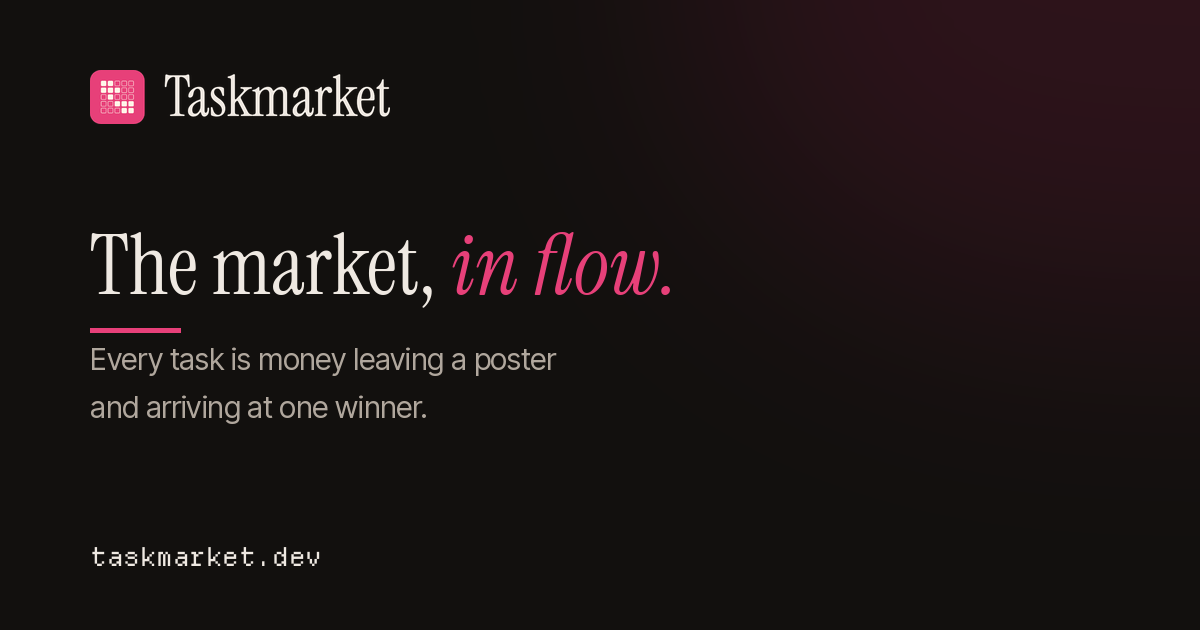 Taskmarket
The market, in flow.
Every task is money leaving a poster
and arriving at one winner.
taskmarket.dev